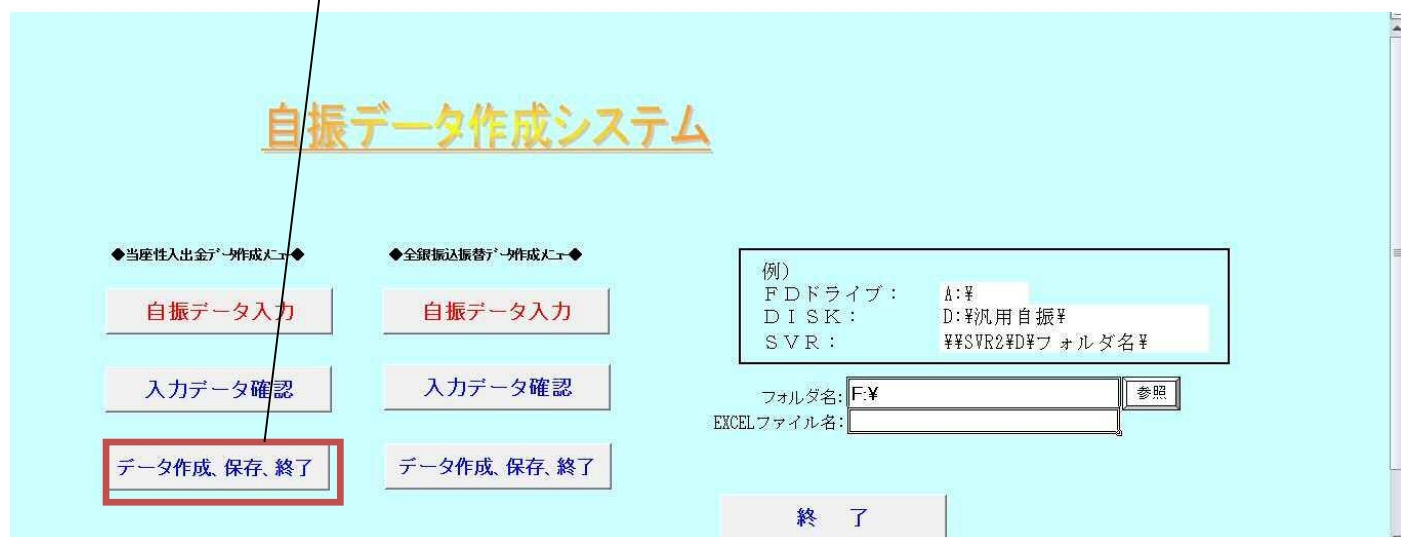 自振データ作成システム
◆当座性入出金ﾃﾞｰﾀ作成ﾒﾆｭｰ◆
自振データ入力
入力データ確認
データ作成、保存、終了
◆全銀振込振替ﾃﾞｰﾀ作成ﾒﾆｭｰ◆
自振データ入力
入力データ確認
データ作成、保存、終了
例）
ＦＤドライブ： A:¥
ＤＩＳＫ： D:¥汎用自振¥
ＳＶＲ： ¥¥SVR2¥D¥フォルダ名¥
フォルダ名: F:¥ 参照
EXCELファイル名:
終　了